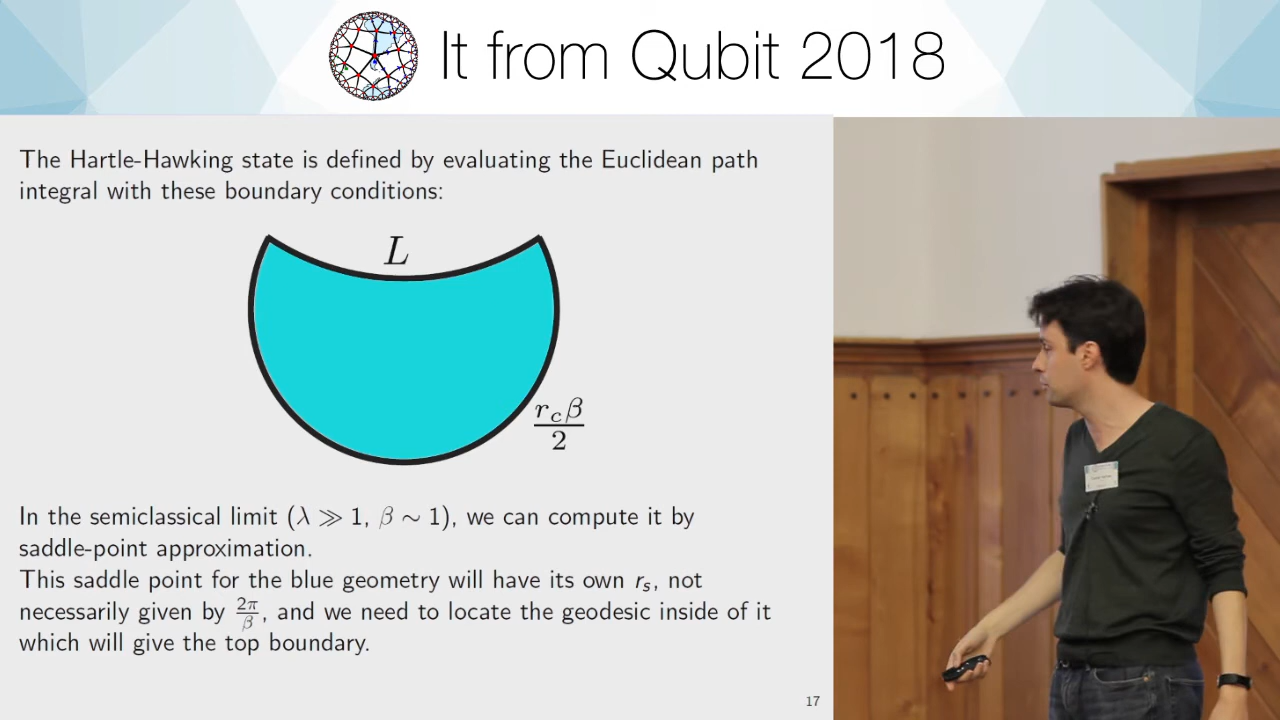 It from Qubit 2018
The Hartle-Hawking state is defined by evaluating the Euclidean path
integral with these boundary conditions:
L
r_c β / 2
In the semiclassical limit (λ ≫ 1, β ∼ 1), we can compute it by
saddle-point approximation.
This saddle point for the blue geometry will have its own r_s, not
necessarily given by 2π/β, and we need to locate the geodesic inside of it
which will give the top boundary.
17